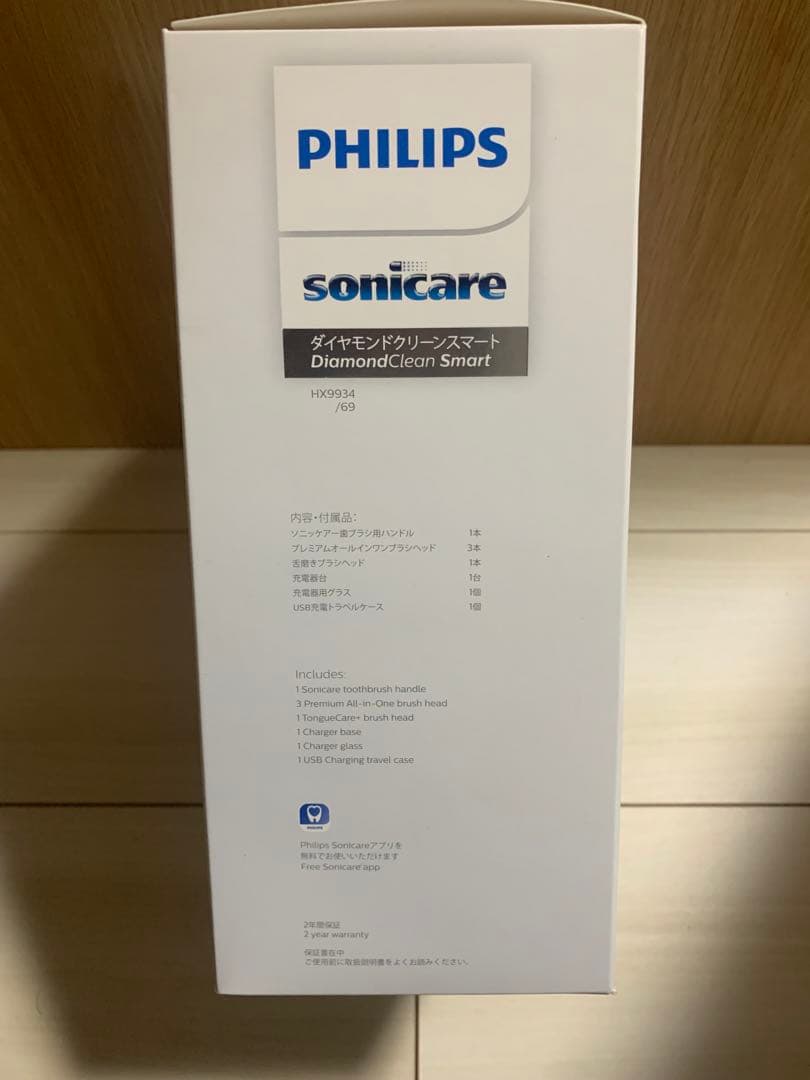 PHILIPS
sonicare
ダイヤモンドクリーンスマート
DiamondClean Smart
HX9934
/69
内容・付属品：
ソニッケアー歯ブラシ用ハンドル 1本
プレミアムオールインワンブラシヘッド 3本
舌磨きブラシヘッド 1本
充電器台 1台
充電器用グラス 1個
USB充電トラベルケース 1個
Includes:
1 Sonicare toothbrush handle
3 Premium All-in-One brush head
1 TongueCare+ brush head
1 Charger base
1 Charger glass
1 USB Charging travel case
PHILIPS
Philips Sonicareアプリを
無料でお使いいただけます
Free Sonicare app
2年間保証
2 year warranty
保証書在中
ご使用前に取扱説明書をよくお読みください。